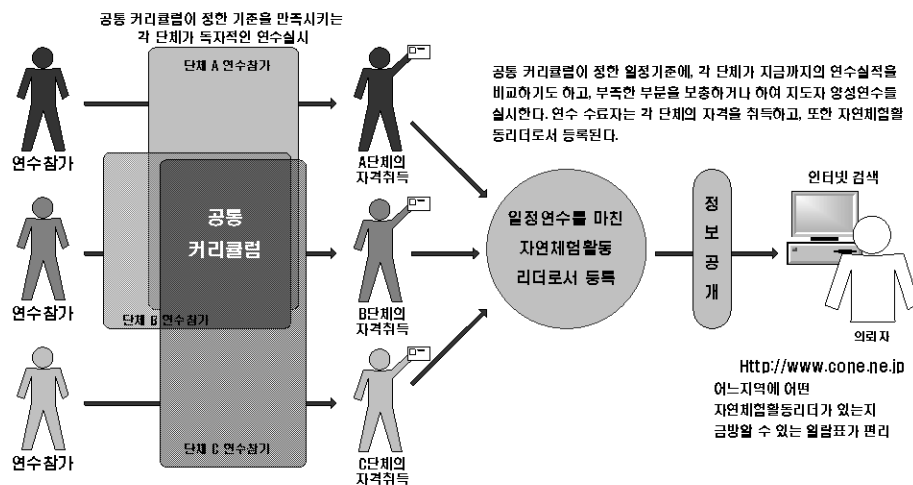 공통 커리큘럼이 정한 기준을 만족시키는
각 단체가 독자적인 연수실시
단체 A 연수참가
연수참가
A단체의
자격취득
공통 커리큘럼이 정한 일정기준에, 각 단체가 지금까지의 연수실적을
비교하기도 하고, 부족한 부분을 보충하거나 하여 지도자 양성연수를
실시한다. 연수 수료자는 각 단체의 자격을 취득하고, 또한 자연체험활
동리더로서 등록된다.
공통
커리큘럼
단체 B 연수참가
연수참가
B단체의
자격취득
일정연수를 마친
자연체험활동
리더로서 등록
정
보
공
개
인터넷 검색
의뢰자
연수참가
단체 C 연수참가
C단체의
자격취득
Http://www.cone.ne.jp
어느지역에 어떤
자연체험활동리더가 있는지
금방알 수 있는 일람표가 편리